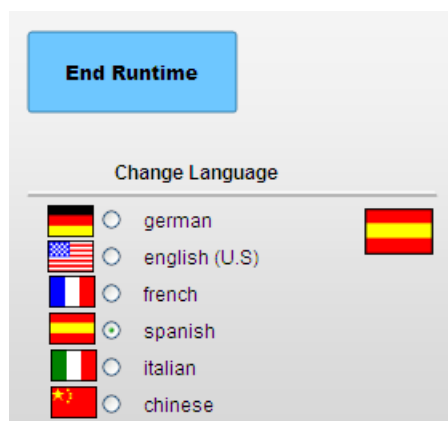 End Runtime
Change Language
german
english (U.S)
french
spanish
italian
chinese